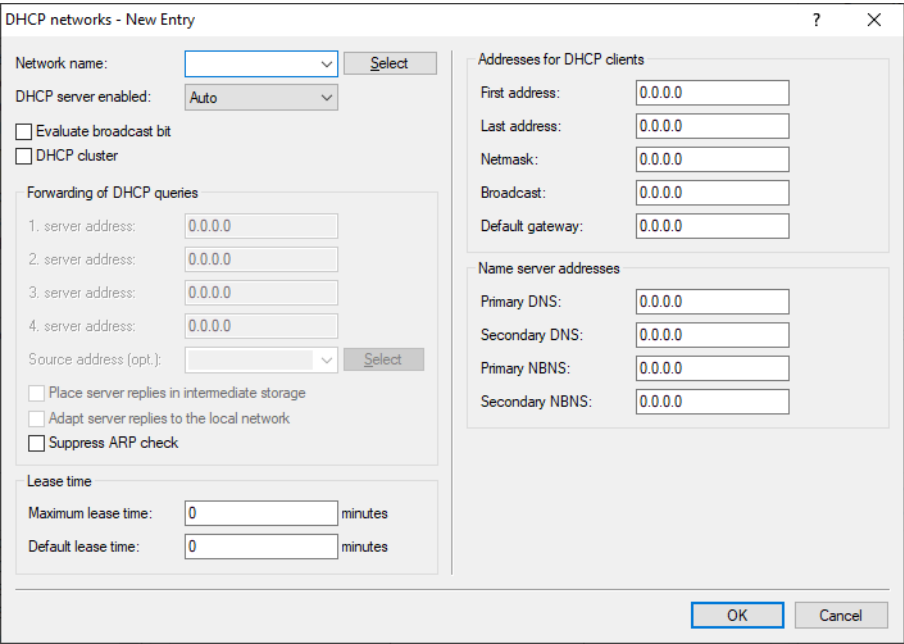 DHCP networks - New Entry
?
Network name:
Select
DHCP server enabled:
Auto
Evaluate broadcast bit
DHCP cluster
Forwarding of DHCP queries
1. server address:
0.0.0.0
2. server address:
0.0.0.0
3. server address:
0.0.0.0
4. server address:
0.0.0.0
Source address (opt.):
Select
Place server replies in intermediate storage
Adapt server replies to the local network
Suppress ARP check
Lease time
Maximum lease time:
0
minutes
Default lease time:
0
minutes
Addresses for DHCP clients
First address:
0.0.0.0
Last address:
0.0.0.0
Netmask:
0.0.0.0
Broadcast:
0.0.0.0
Default gateway:
0.0.0.0
Name server addresses
Primary DNS:
0.0.0.0
Secondary DNS:
0.0.0.0
Primary NBNS:
0.0.0.0
Secondary NBNS:
0.0.0.0
OK
Cancel